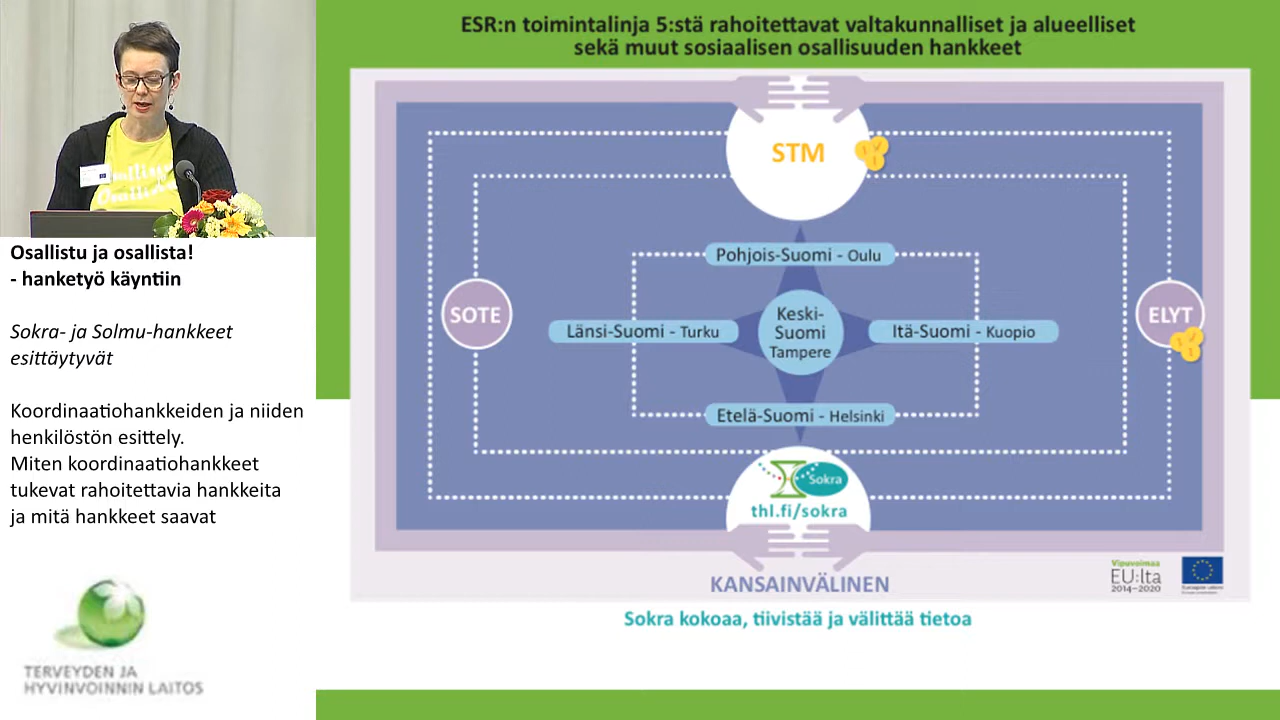 ESR:n toimintalinja 5:stä rahoitettavat valtakunnalliset ja alueelliset
sekä muut sosiaalisen osallisuuden hankkeet
Osallistu ja osallista!
- hanketyö käyntiin
Sokra- ja Solmu-hankkeet
esittäytyvät
Koordinaatiohankkeiden ja niiden
henkilöstön esittely.
Miten koordinaatiohankkeet
tukevat rahoitettavia hankkeita
ja mitä hankkeet saavat
TERVEYDEN JA
HYVINVOINNIN LAITOS
STM
Pohjois-Suomi - Oulu
SOTE
Länsi-Suomi - Turku
Keski-
Suomi
Tampere
Itä-Suomi - Kuopio
ELYT
Etelä-Suomi - Helsinki
Sokra
thl.fi/sokra
KANSAINVÄLINEN
Vipuvoimaa
EU:lta
2014–2020
Sokra kokoaa, tiivistää ja välittää tietoa